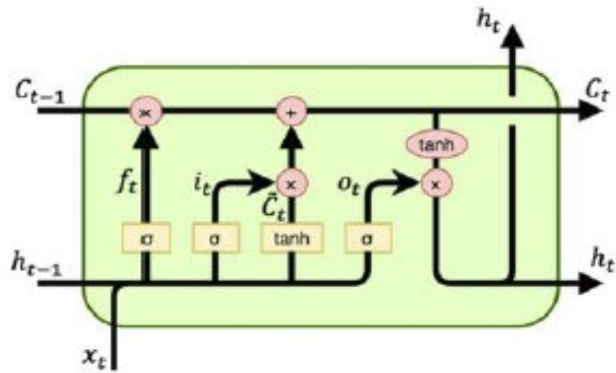 h_t
C_{t-1} × + C_t
tanh
f_t i_t × o_t ×
C̃_t
σ σ tanh σ
h_{t-1} h_t
x_t